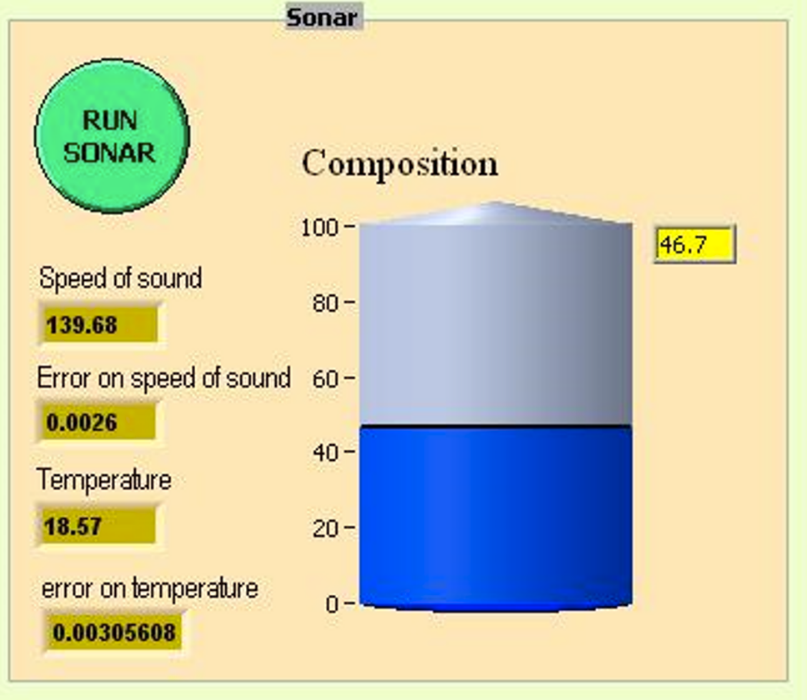 Sonar
RUN
SONAR
Composition
100
46.7
80
60
40
20
0
Speed of sound
139.68
Error on speed of sound
0.0026
Temperature
18.57
error on temperature
0.00305608